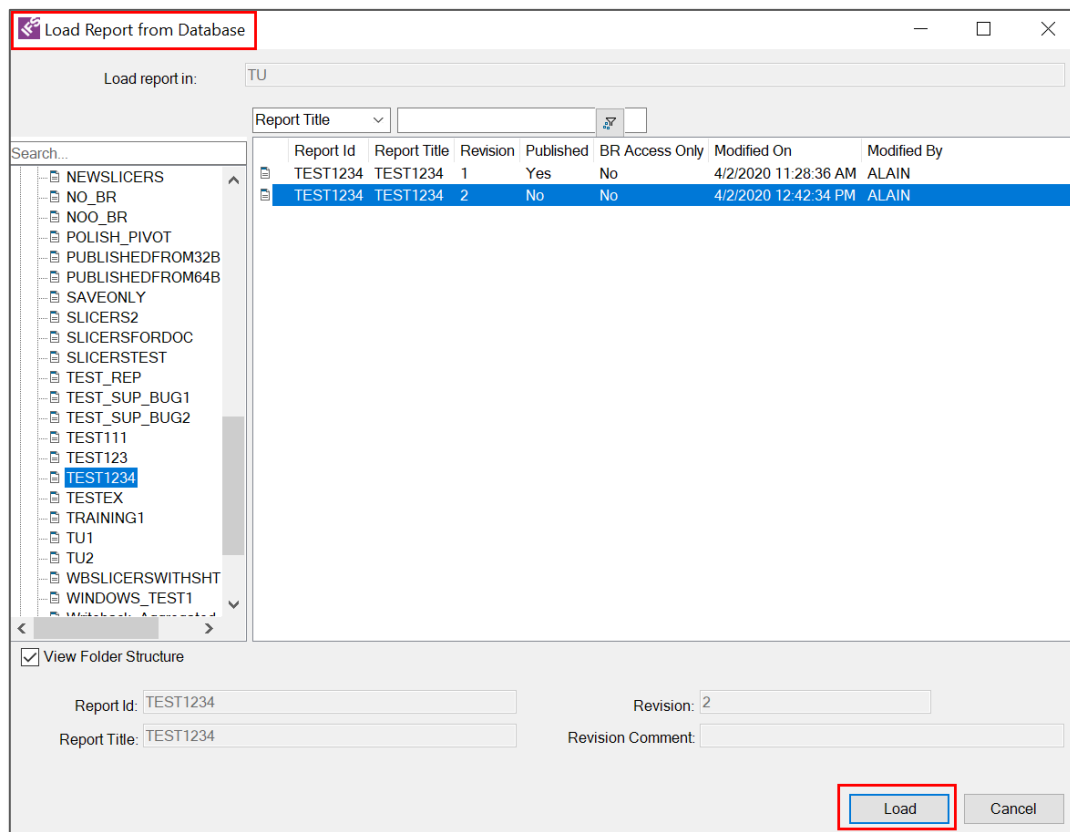 IFS Load Report from Database
Load report in: TU
Report Title
Search...
Report Id Report Title Revision Published BR Access Only Modified On Modified By
TEST1234 TEST1234 1 Yes No 4/2/2020 11:28:36 AM ALAIN
TEST1234 TEST1234 2 No No 4/2/2020 12:42:34 PM ALAIN
NEWSLICERS
NO_BR
NOO_BR
POLISH_PIVOT
PUBLISHEDFROM32B
PUBLISHEDFROM64B
SAVEONLY
SLICERS2
SLICERSFORDOC
SLICERSTEST
TEST_REP
TEST_SUP_BUG1
TEST_SUP_BUG2
TEST111
TEST123
TEST1234
TESTEX
TRAINING1
TU1
TU2
WBSLICERSWITHSHT
WINDOWS_TEST1
View Folder Structure
Report Id: TEST1234
Revision: 2
Report Title: TEST1234
Revision Comment:
Load Cancel